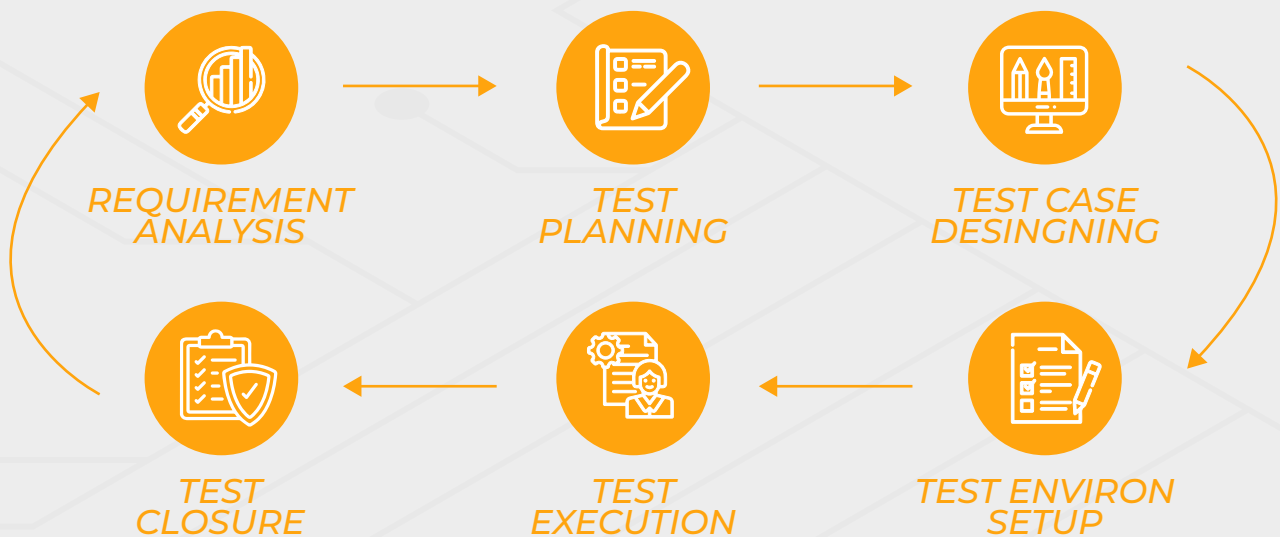 REQUIREMENT
ANALYSIS
TEST
PLANNING
TEST CASE
DESINGNING
TEST CLOSURE
TEST
EXECUTION
TEST ENVIRON
SETUP